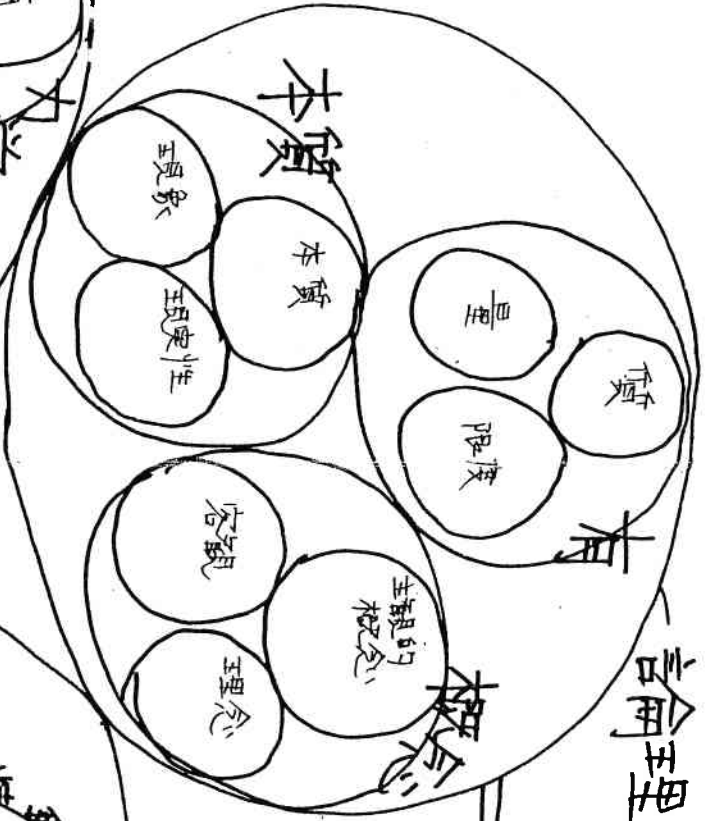 本質
現象
本質
現実性
有
量
質
限度
概念
客観
主観的
概念
理念
論理